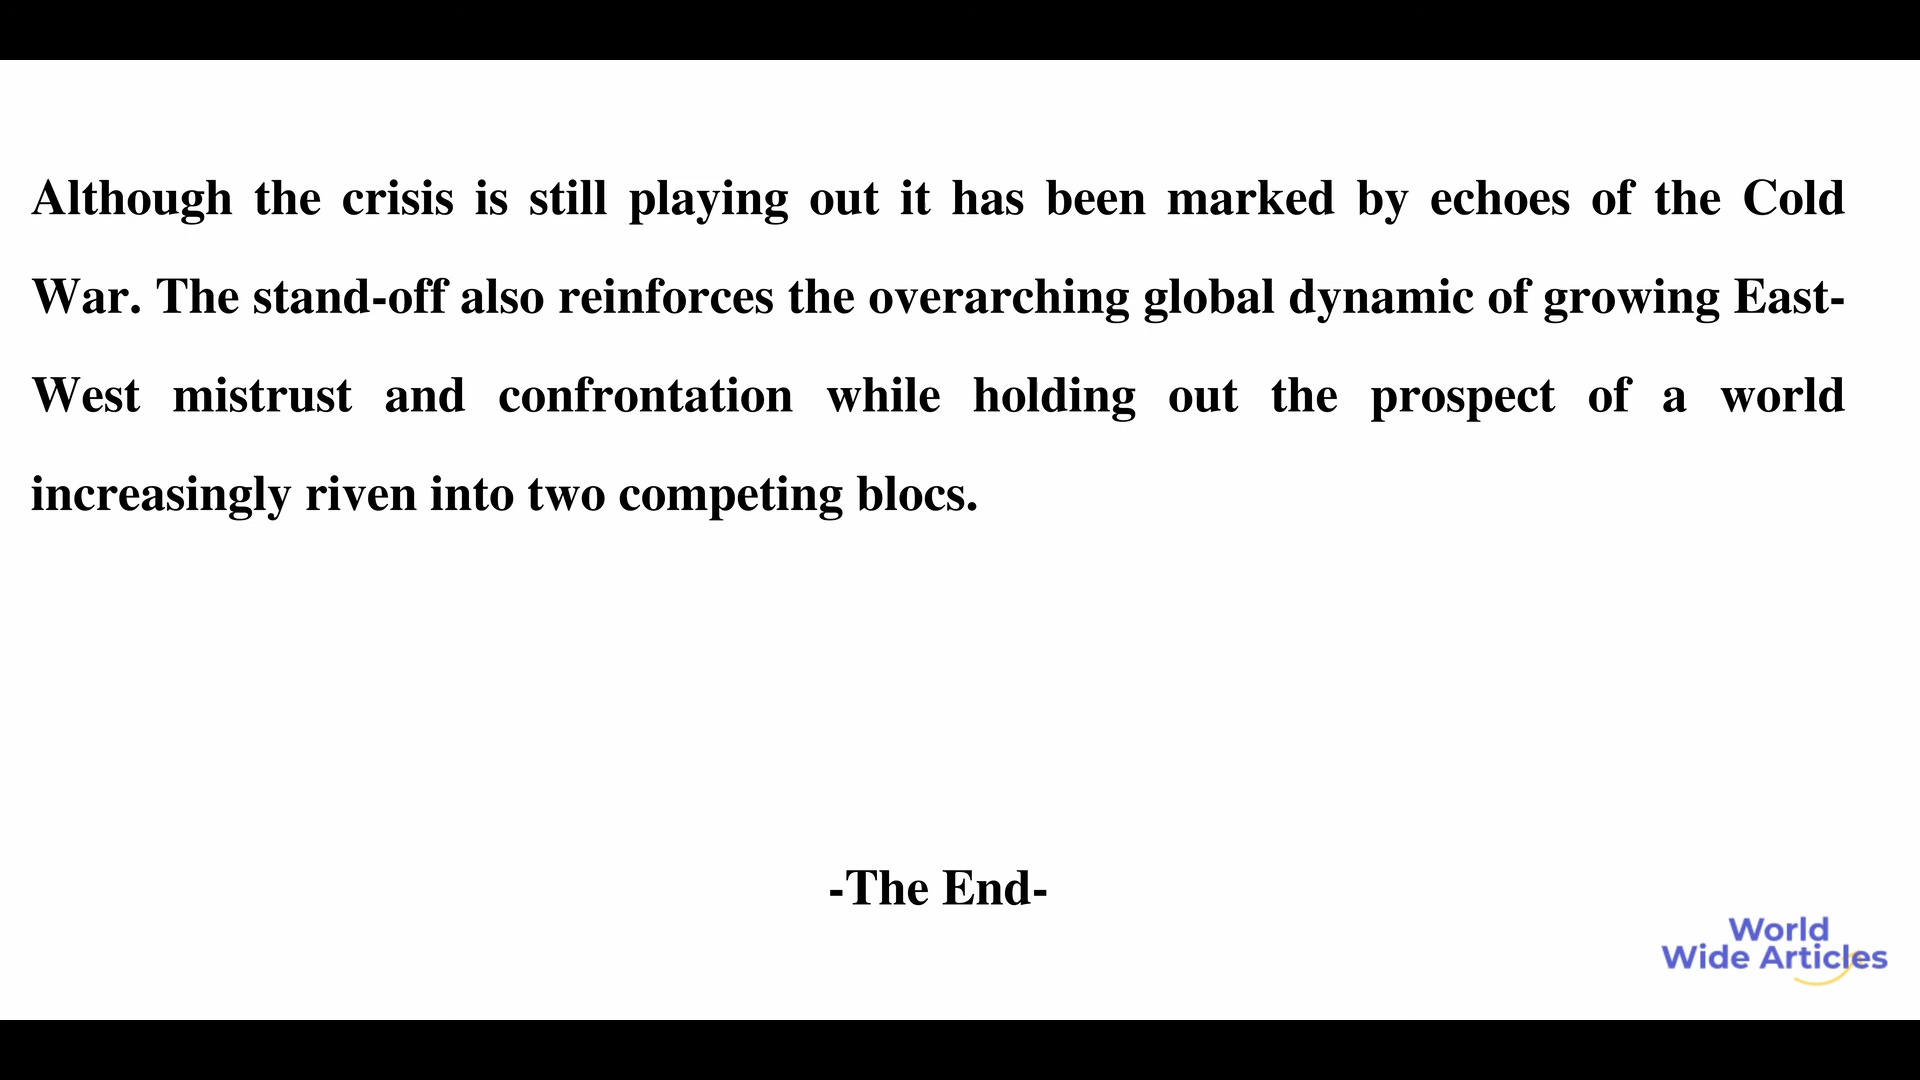 Although the crisis is still playing out it has been marked by echoes of the Cold
War. The stand-off also reinforces the overarching global dynamic of growing East-
West mistrust and confrontation while holding out the prospect of a world
increasingly riven into two competing blocs.
-The End-
World
Wide Articles